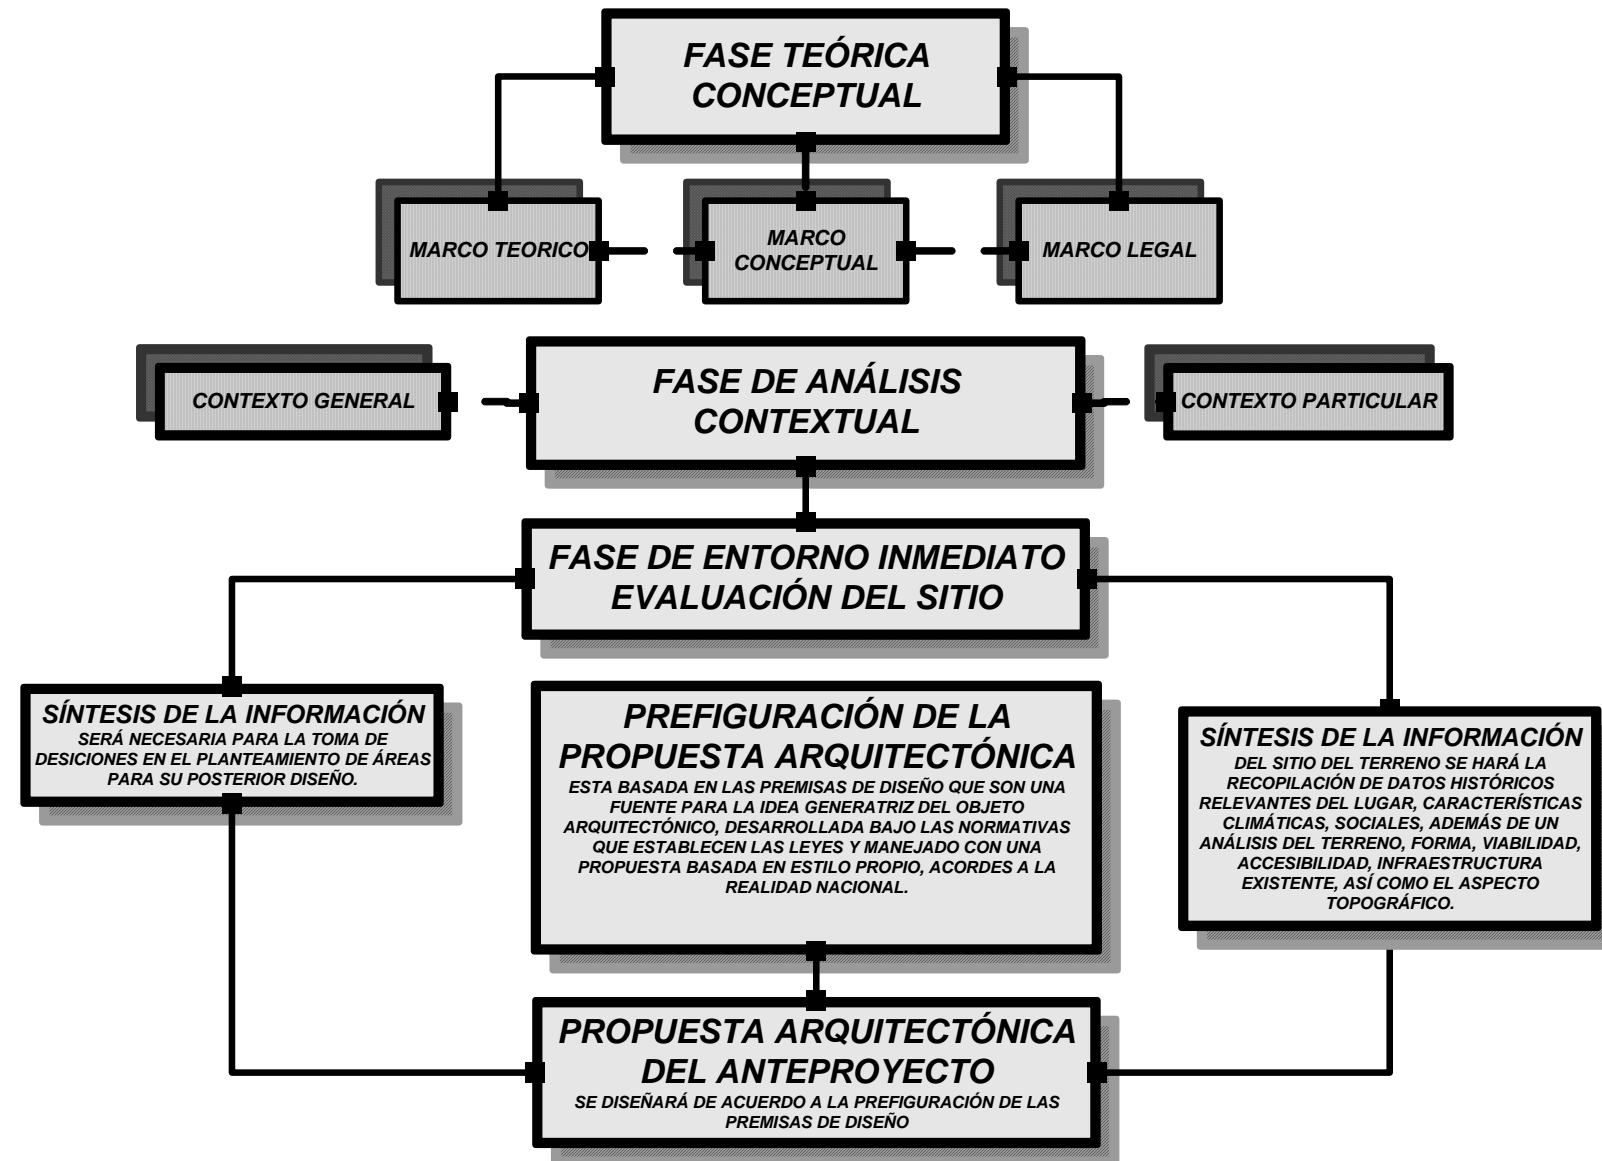 FASE TEÓRICA
CONCEPTUAL
MARCO TEORICO
MARCO
CONCEPTUAL
MARCO LEGAL
CONTEXTO GENERAL
FASE DE ANÁLISIS
CONTEXTUAL
CONTEXTO PARTICULAR
FASE DE ENTORNO INMEDIATO
EVALUACIÓN DEL SITIO
SÍNTESIS DE LA INFORMACIÓN
SERÁ NECESARIA PARA LA TOMA DE
DESICIONES EN EL PLANTEAMIENTO DE ÁREAS
PARA SU POSTERIOR DISEÑO.
PREFIGURACIÓN DE LA
PROPUESTA ARQUITECTÓNICA
ESTA BASADA EN LAS PREMISAS DE DISEÑO QUE SON UNA
FUENTE PARA LA IDEA GENERATRIZ DEL OBJETO
ARQUITECTÓNICO, DESARROLLADA BAJO LAS NORMATIVAS
QUE ESTABLECEN LAS LEYES Y MANEJADO CON UNA
PROPUESTA BASADA EN ESTILO PROPIO, ACORDES A LA
REALIDAD NACIONAL.
SÍNTESIS DE LA INFORMACIÓN
DEL SITIO DEL TERRENO SE HARÁ LA
RECOPILACIÓN DE DATOS HISTÓRICOS
RELEVANTES DEL LUGAR, CARACTERÍSTÍCAS
CLIMÁTICAS, SOCIALES, ADEMÁS DE UN
ANÁLISIS DEL TERRENO, FORMA, VIABILIDAD,
ACCESIBILIDAD, INFRAESTRUCTURA
EXISTENTE, ASÍ COMO EL ASPECTO
TOPOGRÁFICO.
PROPUESTA ARQUITECTÓNICA
DEL ANTEPROYECTO
SE DISEÑARÁ DE ACUERDO A LA PREFIGURACIÓN DE LAS
PREMISAS DE DISEÑO